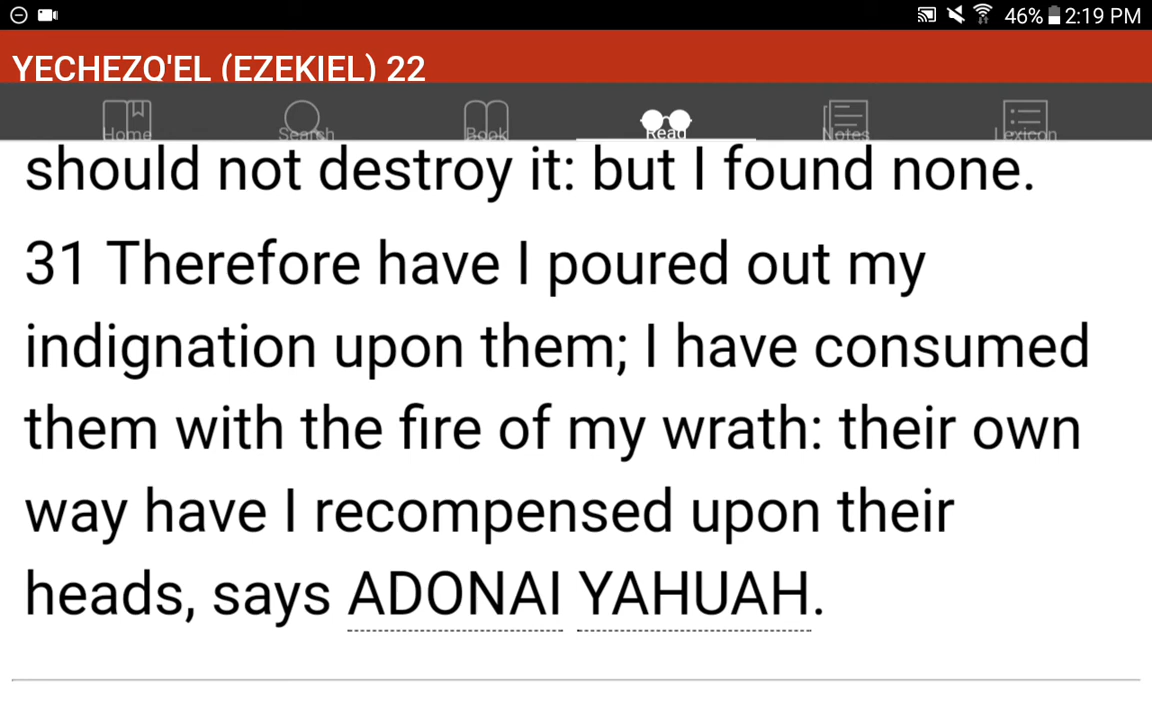 46% 2:19 PM
YECHEZQ'EL (EZEKIEL) 22
Home Search Book Read Notes Lexicon
should not destroy it: but I found none.
31 Therefore have I poured out my
indignation upon them; I have consumed
them with the fire of my wrath: their own
way have I recompensed upon their
heads, says ADONAI YAHUAH.